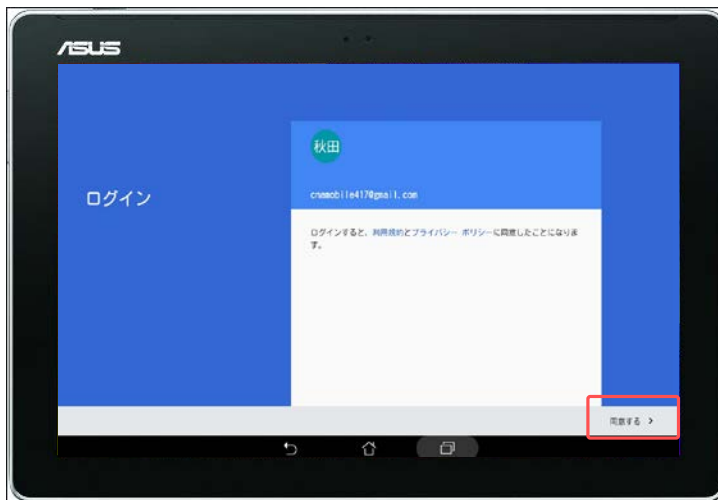 ASUS
ログイン
秋田
cnamobile417@gmail.com
ログインすると、利用規約とプライバシー ポリシーに同意したことになりま
す。
同意する >